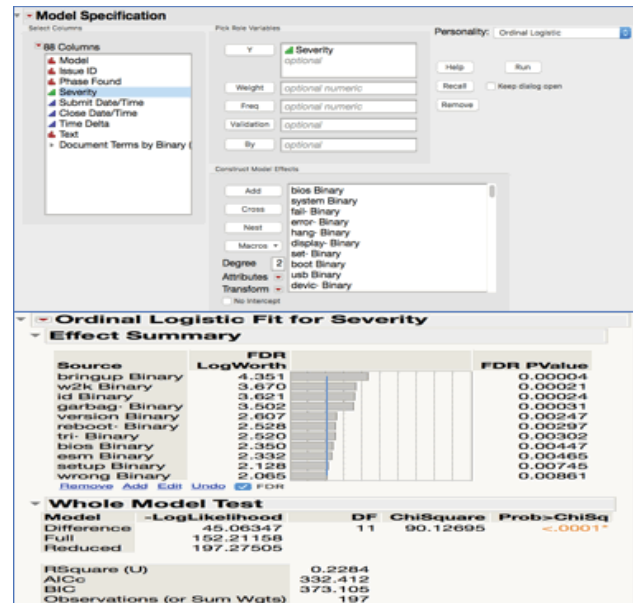 Model Specification
Select Columns
88 Columns
Model
Issue ID
Phase Found
Severity
Submit Date/Time
Close Date/Time
Time Delta
Text
Document Terms by Binary (
Pick Role Variables
Y Severity
optional
Weight optional numeric
Freq optional numeric
Validation optional
By optional
Personality: Ordinal Logistic
Help Run
Recall Keep dialog open
Remove
Construct Model Effects
Add
Cross
Nest
Macros
Degree 2
Attributes
Transform
No Intercept
bios Binary
system Binary
fail- Binary
error- Binary
hang- Binary
display- Binary
set- Binary
boot Binary
usb Binary
devic- Binary
Ordinal Logistic Fit for Severity
Effect Summary
FDR
Source LogWorth FDR PValue
bringup Binary 4.351 0.00004
w2k Binary 3.670 0.00021
id Binary 3.621 0.00024
garbag- Binary 3.502 0.00031
version Binary 2.607 0.00247
reboot- Binary 2.528 0.00297
tri- Binary 2.520 0.00302
bios Binary 2.350 0.00447
esm Binary 2.332 0.00465
setup Binary 2.128 0.00745
wrong Binary 2.065 0.00861
Remove Add Edit Undo FDR
Whole Model Test
Model -LogLikelihood DF ChiSquare Prob>ChiSq
Difference 45.06347 11 90.12695 <.0001*
Full 152.21158
Reduced 197.27505
RSquare (U) 0.2284
AICc 332.412
BIC 373.105
Observations (or Sum Wgts) 197